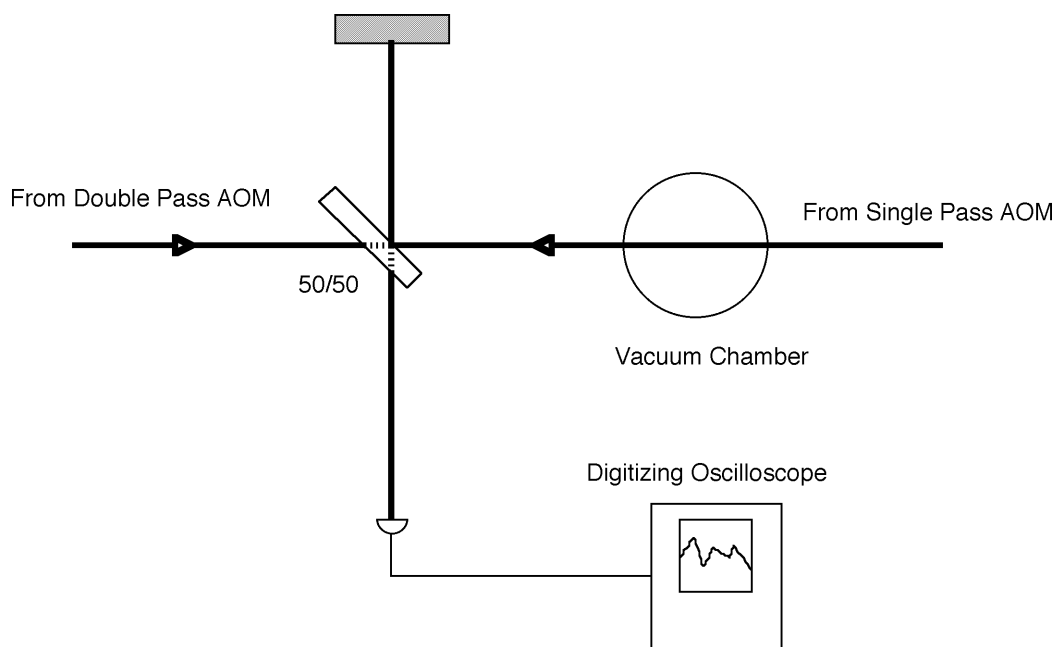 From Double Pass AOM
From Single Pass AOM
50/50
Vacuum Chamber
Digitizing Oscilloscope